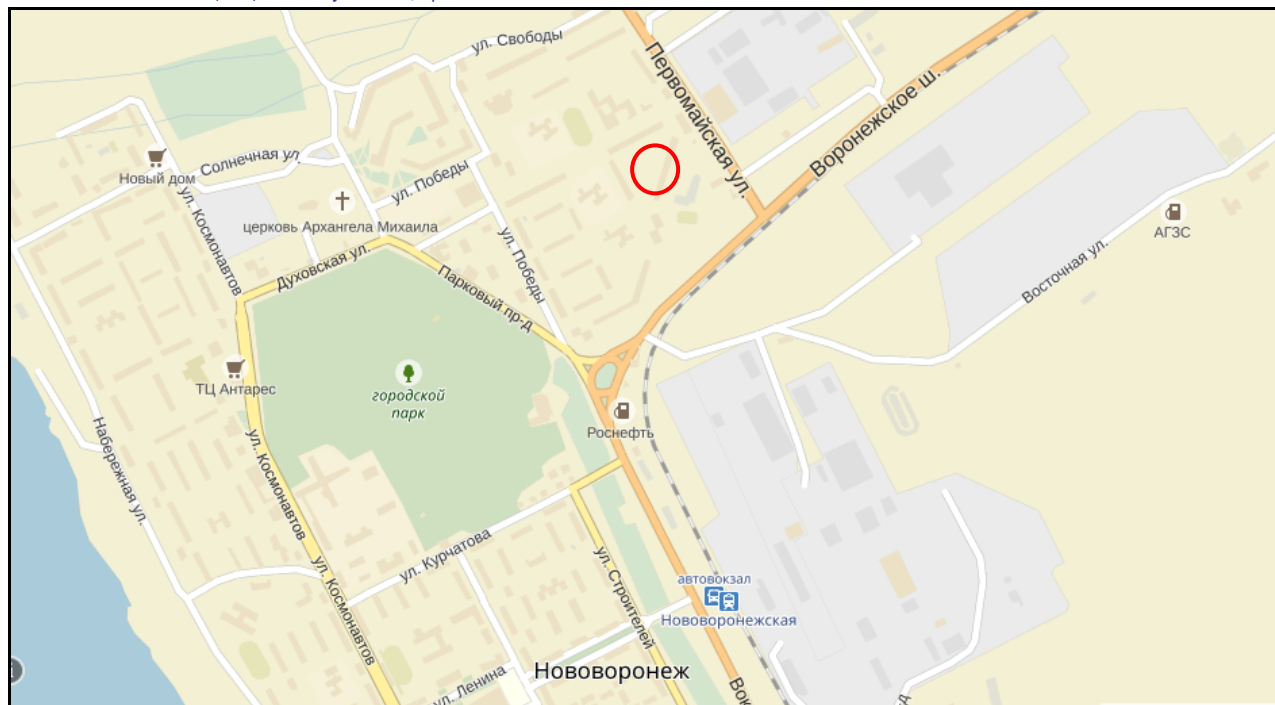 ул. Свободы
Первомайская ул.
Воронежское ш.
Новый дом
Солнечная ул.
ул. Победы
АГЗС
ул. Космонавтов
церковь Архангела Михаила
Восточная ул.
Духовская ул.
ул. Победы
Парковый пр-д
ТЦ Антарес
городской
парк
Роснефть
Набережная ул.
ул. Космонавтов
ул. Курчатова
ул. Строителей
ул. Космонавтов
автовокзал
Нововоронежская
Нововоронеж
ул. Ленина
Вок